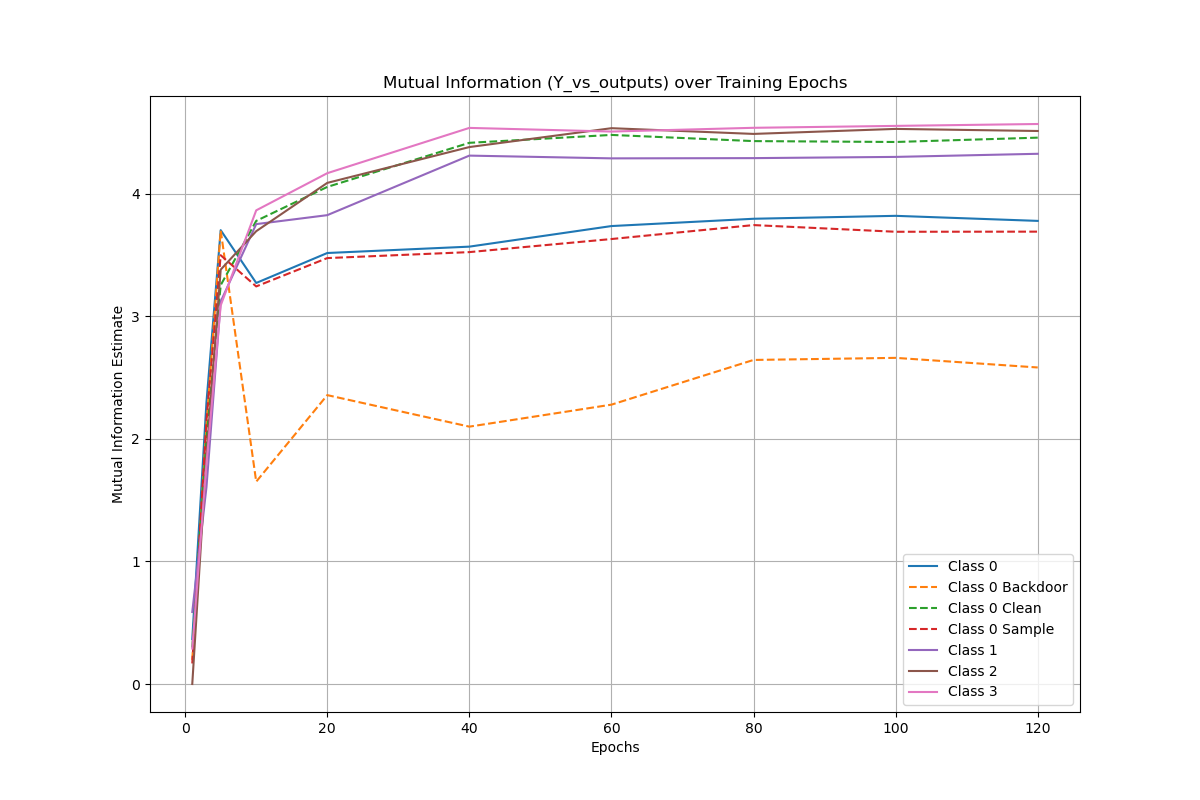 Mutual Information (Y_vs_outputs) over Training Epochs
Mutual Information Estimate
4
3
2
1
0
0 20 40 60 80 100 120
Epochs
Class 0
Class 0 Backdoor
Class 0 Clean
Class 0 Sample
Class 1
Class 2
Class 3